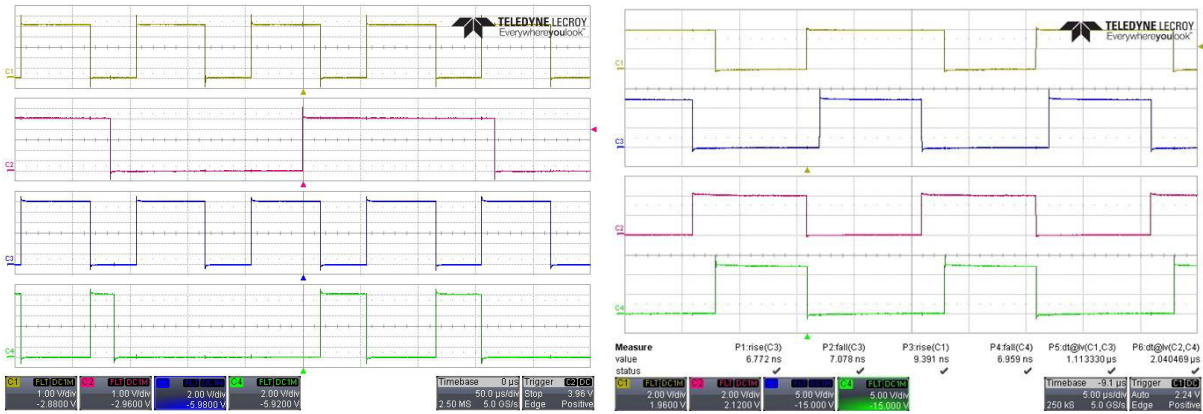 TELEDYNE LECROY
Everywhereyoulook™
C1
C2
C3
C4
C1 FLT DC1M
1.00 V/div
-2.8800 V
C2 FLT DC1M
1.00 V/div
-2.9600 V
2.00 V/div
-5.9800 V
C4 FLT DC1M
2.00 V/div
-5.9200 V
Timebase 0 µs
50.0 µs/div
2.50 MS 5.0 GS/s
Trigger C2 DC
Stop 3.96 V
Edge Positive
TELEDYNE LECROY
Everywhereyoulook™
C1
C3
C2
C4
Measure P1:rise(C3) P2:fall(C3) P3:rise(C1) P4:fall(C4) P5:dt@lv(C1,C3) P6:dt@lv(C2,C4)
value 6.772 ns 7.078 ns 9.391 ns 6.959 ns 1.113330 µs 2.040469 µs
status
C1 FLT DC1M
2.00 V/div
1.9600 V
C2 FLT DC1M
2.00 V/div
2.1200 V
5.00 V/div
-15.000 V
C4 FLT DC1M
5.00 V/div
-15.000 V
Timebase -9.1 µs
5.00 µs/div
250 kS 5.0 GS/s
Trigger C1 DC
Auto
Edge Positive